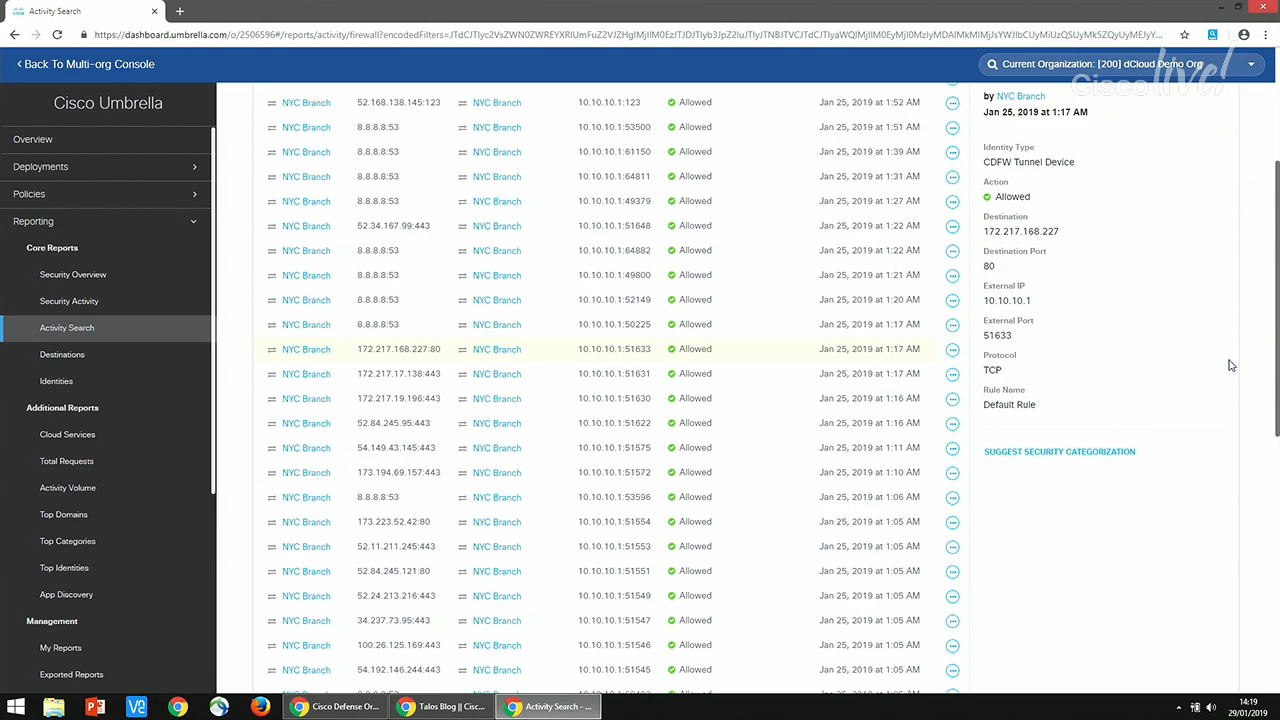 Activity Search
https://dashboard.umbrella.com/o/2506596#/reports/activity/firewall?encodedFilters=
Back To Multi-org Console
Current Organization: [200] dCloud Demo Org
Cisco live!
Cisco Umbrella
Overview
Deployments
Policies
Reporting
Core Reports
Security Overview
Security Activity
Activity Search
Destinations
Identities
Additional Reports
Cloud Services
Total Requests
Activity Volume
Top Domains
Top Categories
Top Identities
App Discovery
Management
My Reports
Exported Reports
NYC Branch 52.168.138.145:123 NYC Branch 10.10.10.1:123 Allowed Jan 25, 2019 at 1:52 AM
NYC Branch 8.8.8.8:53 NYC Branch 10.10.10.1:53500 Allowed Jan 25, 2019 at 1:51 AM
NYC Branch 8.8.8.8:53 NYC Branch 10.10.10.1:61150 Allowed Jan 25, 2019 at 1:39 AM
NYC Branch 8.8.8.8:53 NYC Branch 10.10.10.1:64811 Allowed Jan 25, 2019 at 1:31 AM
NYC Branch 8.8.8.8:53 NYC Branch 10.10.10.1:49379 Allowed Jan 25, 2019 at 1:27 AM
NYC Branch 52.34.167.99:443 NYC Branch 10.10.10.1:51648 Allowed Jan 25, 2019 at 1:22 AM
NYC Branch 8.8.8.8:53 NYC Branch 10.10.10.1:64882 Allowed Jan 25, 2019 at 1:22 AM
NYC Branch 8.8.8.8:53 NYC Branch 10.10.10.1:49800 Allowed Jan 25, 2019 at 1:21 AM
NYC Branch 8.8.8.8:53 NYC Branch 10.10.10.1:52149 Allowed Jan 25, 2019 at 1:20 AM
NYC Branch 8.8.8.8:53 NYC Branch 10.10.10.1:50225 Allowed Jan 25, 2019 at 1:17 AM
NYC Branch 172.217.168.227:80 NYC Branch 10.10.10.1:51633 Allowed Jan 25, 2019 at 1:17 AM
NYC Branch 172.217.17.138:443 NYC Branch 10.10.10.1:51631 Allowed Jan 25, 2019 at 1:17 AM
NYC Branch 172.217.19.196:443 NYC Branch 10.10.10.1:51630 Allowed Jan 25, 2019 at 1:16 AM
NYC Branch 52.84.245.95:443 NYC Branch 10.10.10.1:51622 Allowed Jan 25, 2019 at 1:16 AM
NYC Branch 54.149.43.145:443 NYC Branch 10.10.10.1:51575 Allowed Jan 25, 2019 at 1:11 AM
NYC Branch 173.194.69.157:443 NYC Branch 10.10.10.1:51572 Allowed Jan 25, 2019 at 1:10 AM
NYC Branch 8.8.8.8:53 NYC Branch 10.10.10.1:53596 Allowed Jan 25, 2019 at 1:06 AM
NYC Branch 173.223.52.42:80 NYC Branch 10.10.10.1:51554 Allowed Jan 25, 2019 at 1:05 AM
NYC Branch 52.11.211.245:443 NYC Branch 10.10.10.1:51553 Allowed Jan 25, 2019 at 1:05 AM
NYC Branch 52.84.245.121:80 NYC Branch 10.10.10.1:51551 Allowed Jan 25, 2019 at 1:05 AM
NYC Branch 52.24.213.216:443 NYC Branch 10.10.10.1:51549 Allowed Jan 25, 2019 at 1:05 AM
NYC Branch 34.237.73.95:443 NYC Branch 10.10.10.1:51547 Allowed Jan 25, 2019 at 1:05 AM
NYC Branch 100.26.125.169:443 NYC Branch 10.10.10.1:51546 Allowed Jan 25, 2019 at 1:05 AM
NYC Branch 54.192.146.244:443 NYC Branch 10.10.10.1:51545 Allowed Jan 25, 2019 at 1:05 AM
by NYC Branch
Jan 25, 2019 at 1:17 AM
Identity Type
CDFW Tunnel Device
Action
Allowed
Destination
172.217.168.227
Destination Port
80
External IP
10.10.10.1
External Port
51633
Protocol
TCP
Rule Name
Default Rule
SUGGEST SECURITY CATEGORIZATION
Cisco Defense Or...
Talos Blog || Cisc...
Activity Search - ...
14:19
29/01/2019